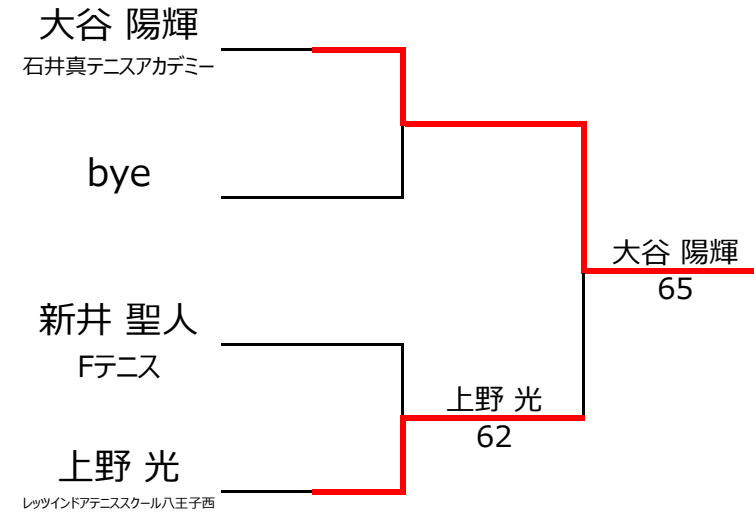 大谷 陽輝
石井真テニスアカデミー
bye
大谷 陽輝
65
新井 聖人
Fテニス
上野 光
62
上野 光
レッツインドアテニススクール八王子西